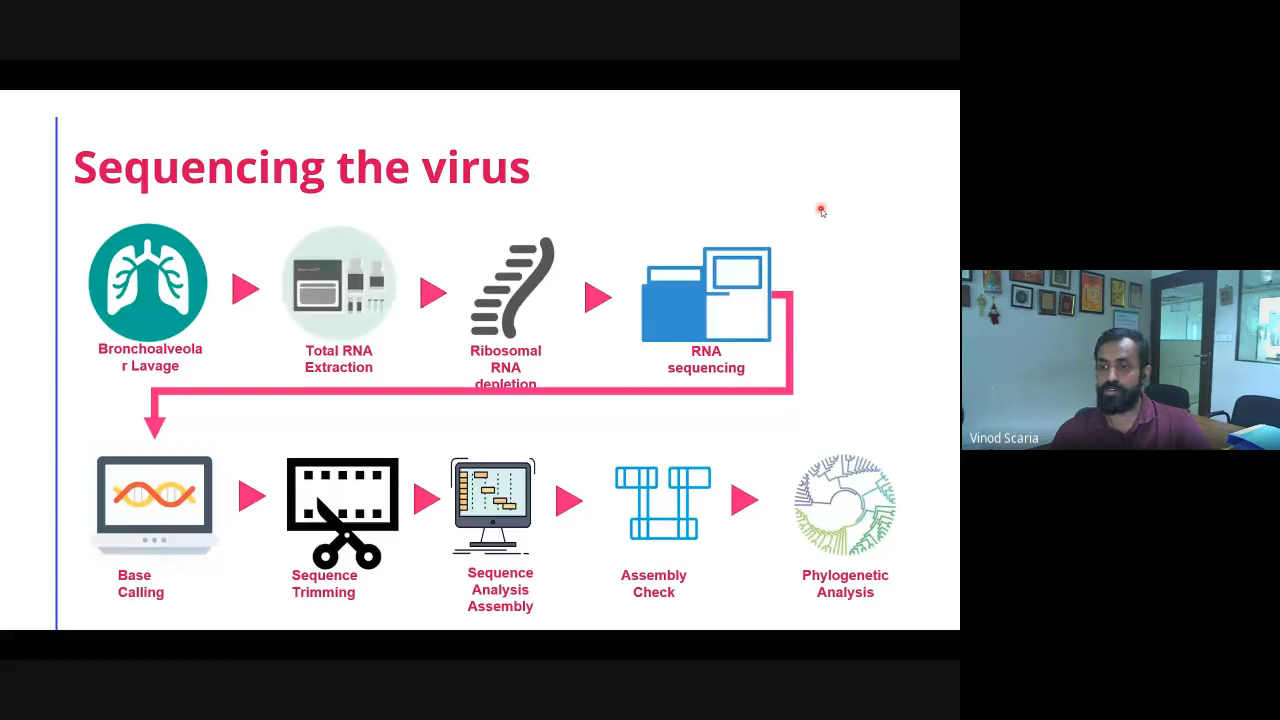 Sequencing the virus
Bronchoalveola
r Lavage
Total RNA
Extraction
Ribosomal
RNA
depletion
RNA
sequencing
Vinod Scaria
Base
Calling
Sequence
Trimming
Sequence
Analysis
Assembly
Assembly
Check
Phylogenetic
Analysis